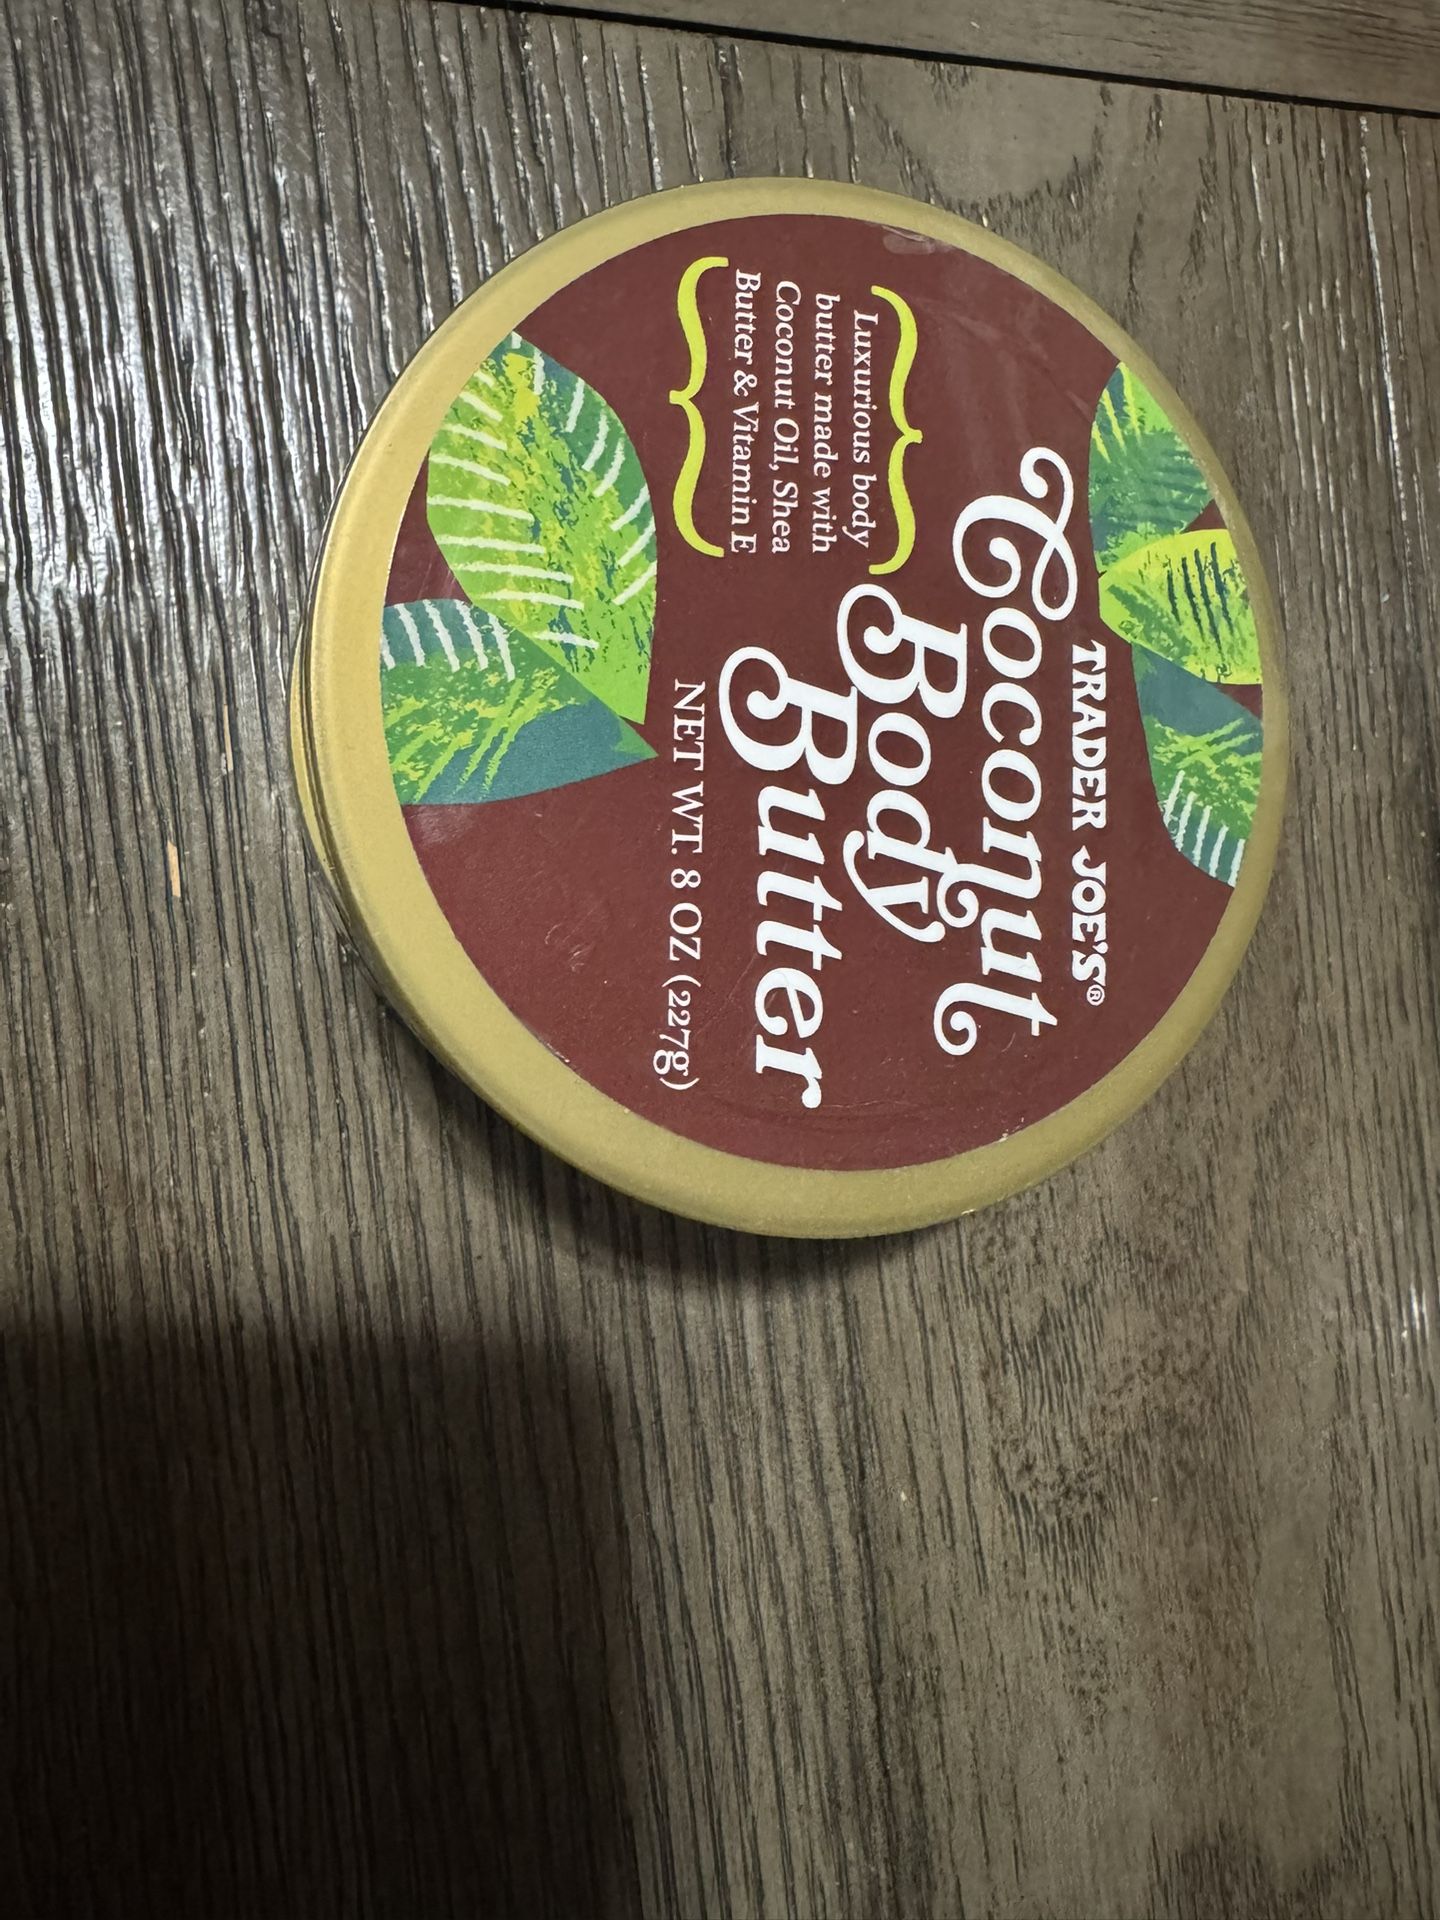 TRADER JOE'S®
Coconut
Body
Butter
Luxurious body
butter made with
Coconut Oil, Shea
Butter & Vitamin E
NET WT. 8 OZ (227g)